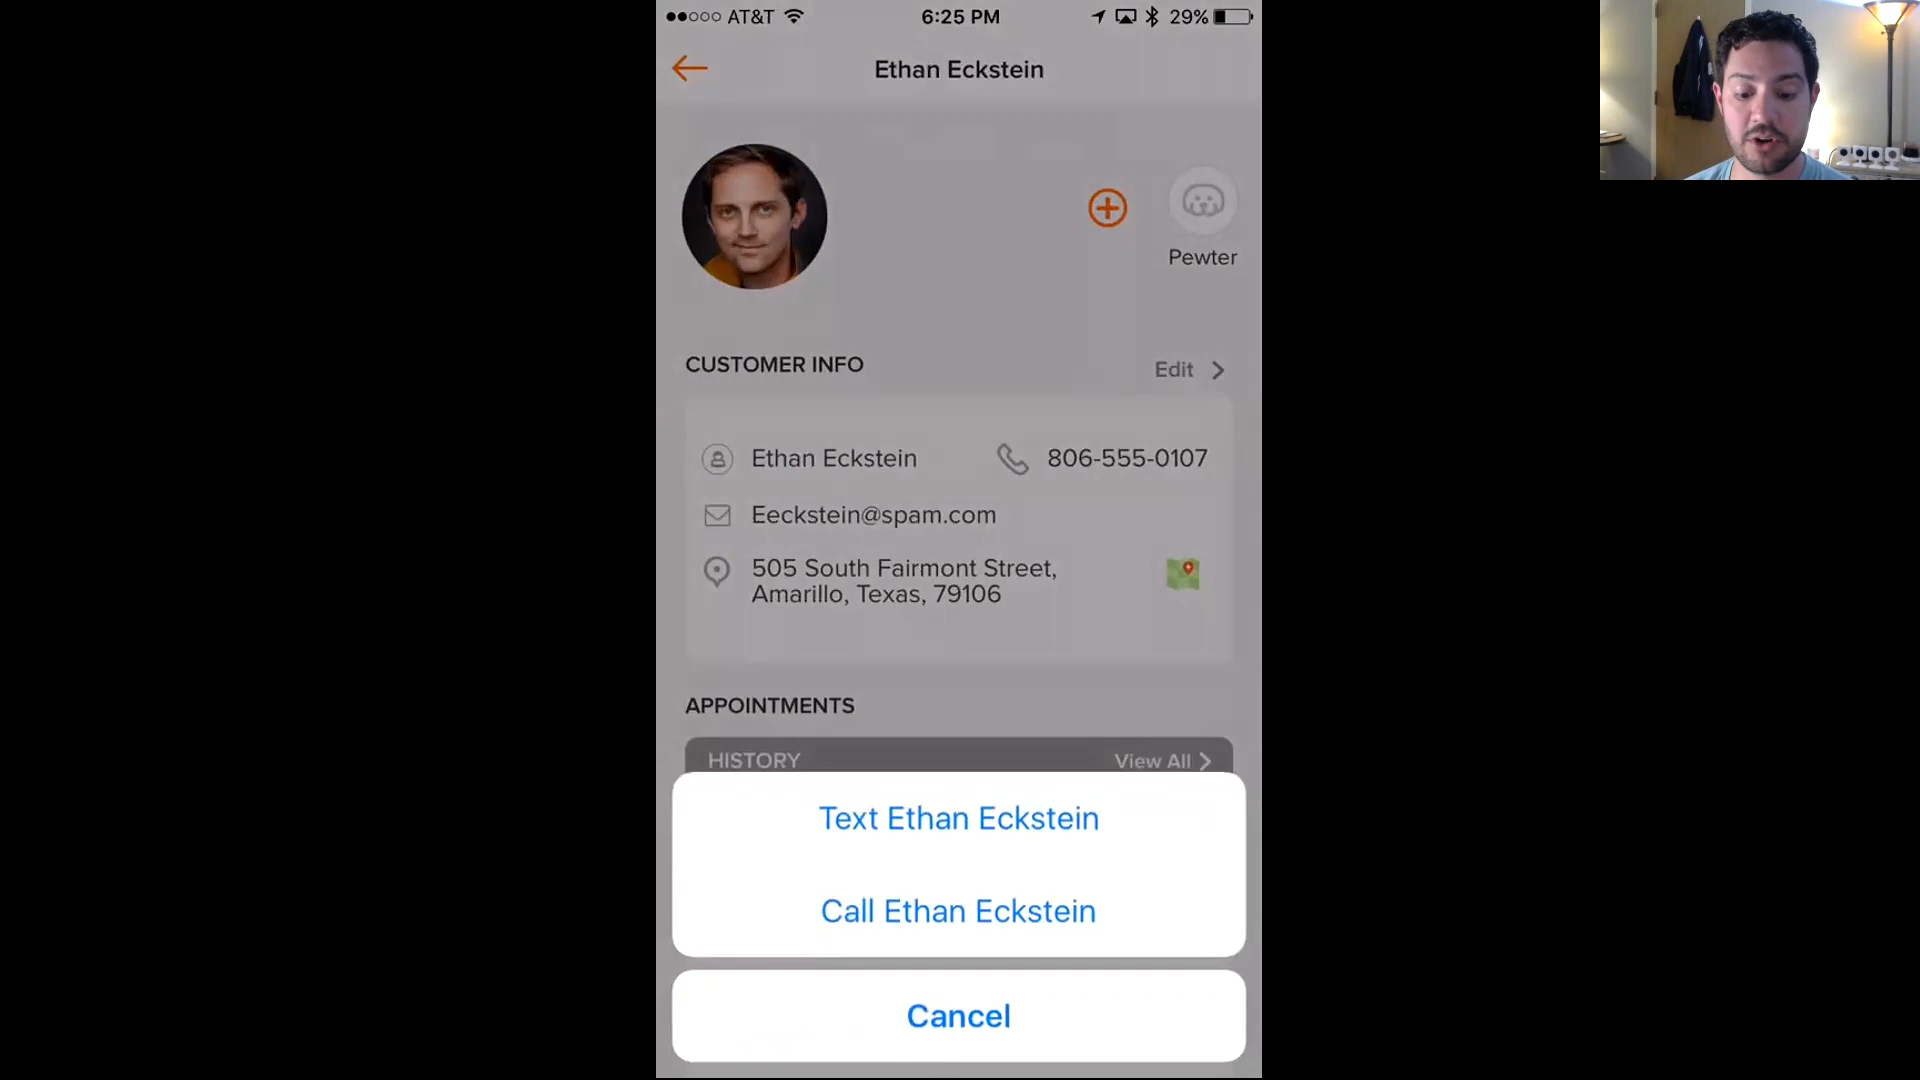 AT&T 6:25 PM 29%
Ethan Eckstein
Pewter
CUSTOMER INFO Edit
Ethan Eckstein 806-555-0107
Eeckstein@spam.com
505 South Fairmont Street,
Amarillo, Texas, 79106
APPOINTMENTS
HISTORY View All
Text Ethan Eckstein
Call Ethan Eckstein
Cancel